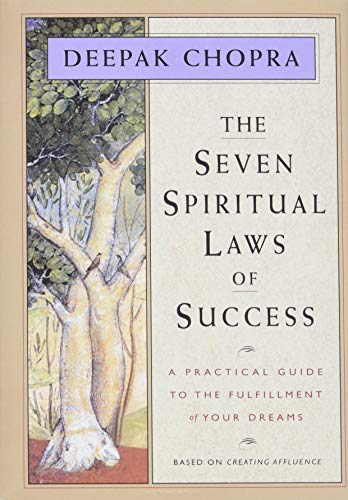 DEEPAK CHOPRA
THE
SEVEN
SPIRITUAL
LAWS
OF
SUCCESS
A PRACTICAL GUIDE
TO THE FULFILLMENT
of YOUR DREAMS
BASED ON CREATING AFFLUENCE